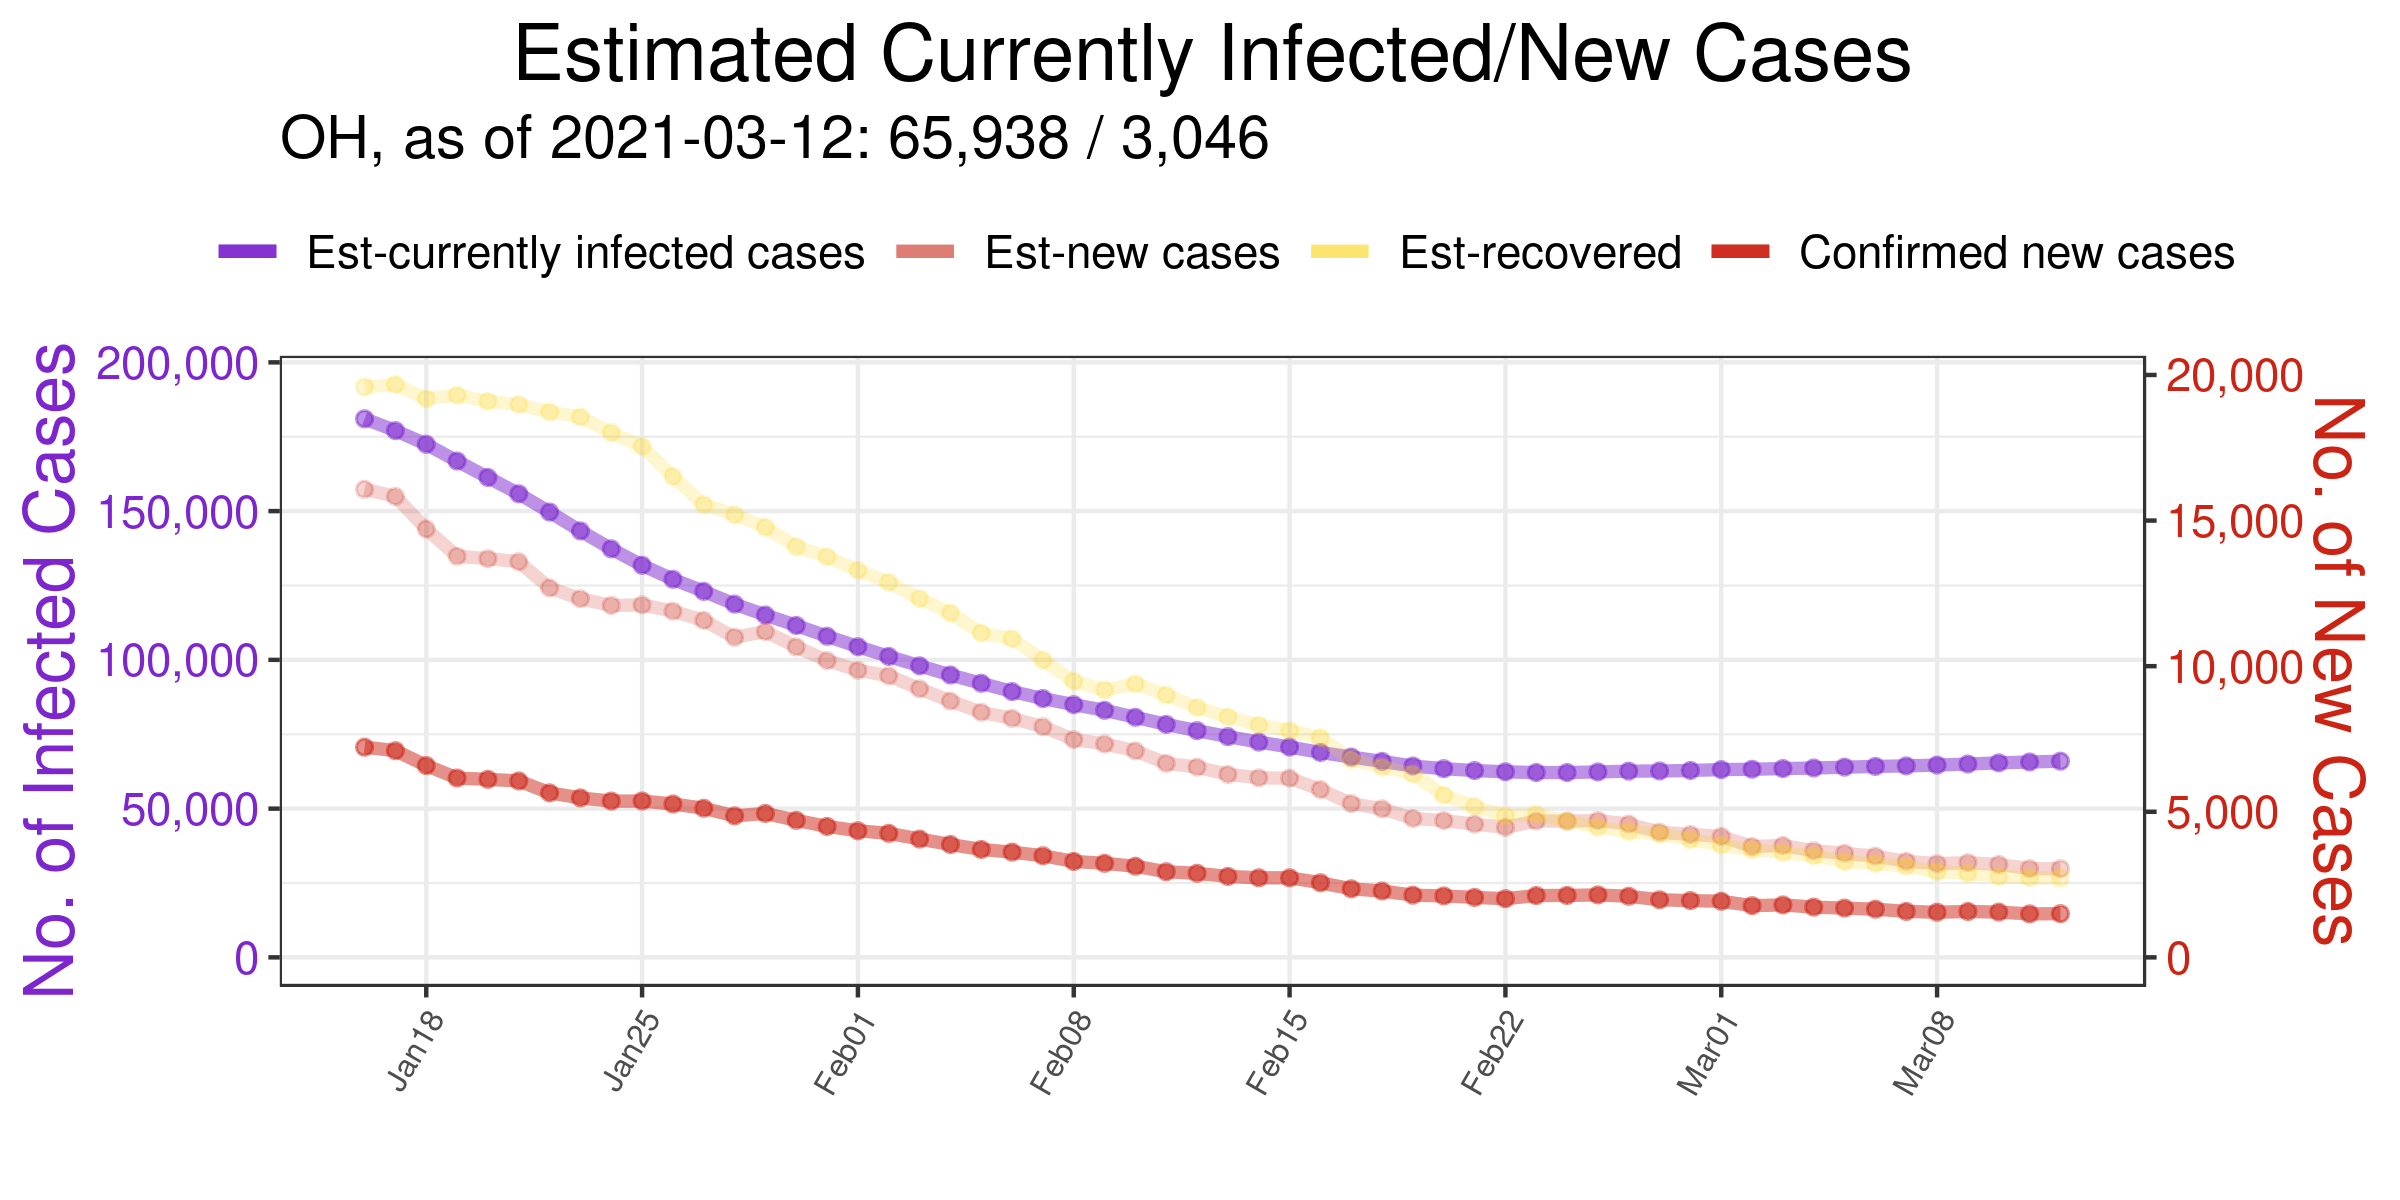 Estimated Currently Infected/New Cases
OH, as of 2021-03-12: 65,938 / 3,046
Est-currently infected cases Est-new cases Est-recovered Confirmed new cases
No. of Infected Cases
200,000
150,000
100,000
50,000
0
20,000
15,000
10,000
5,000
0
No. of New Cases
Jan18 Jan25 Feb01 Feb08 Feb15 Feb22 Mar01 Mar08